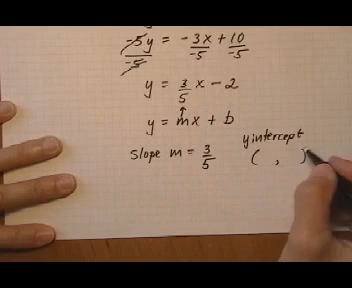 -5y = -3x + 10
-5 -5 -5
y = 3/5 x - 2
y = mx + b
slope m = 3/5
y intercept
( , )